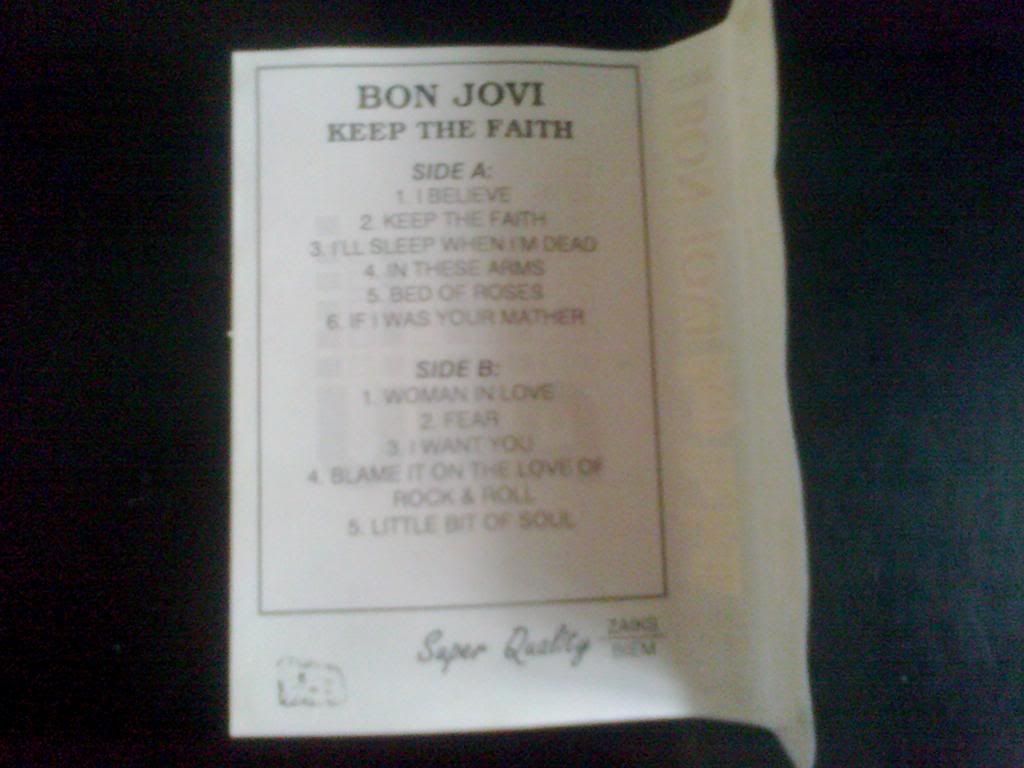 BON JOVI
KEEP THE FAITH
SIDE A:
1. I BELIEVE
2. KEEP THE FAITH
3. I'LL SLEEP WHEN I'M DEAD
4. IN THESE ARMS
5. BED OF ROSES
6. IF I WAS YOUR MATHER
SIDE B:
1. WOMAN IN LOVE
2. FEAR
3. I WANT YOU
4. BLAME IT ON THE LOVE OF
ROCK & ROLL
5. LITTLE BIT OF SOUL
Super Quality
ZAIKS
BIEM